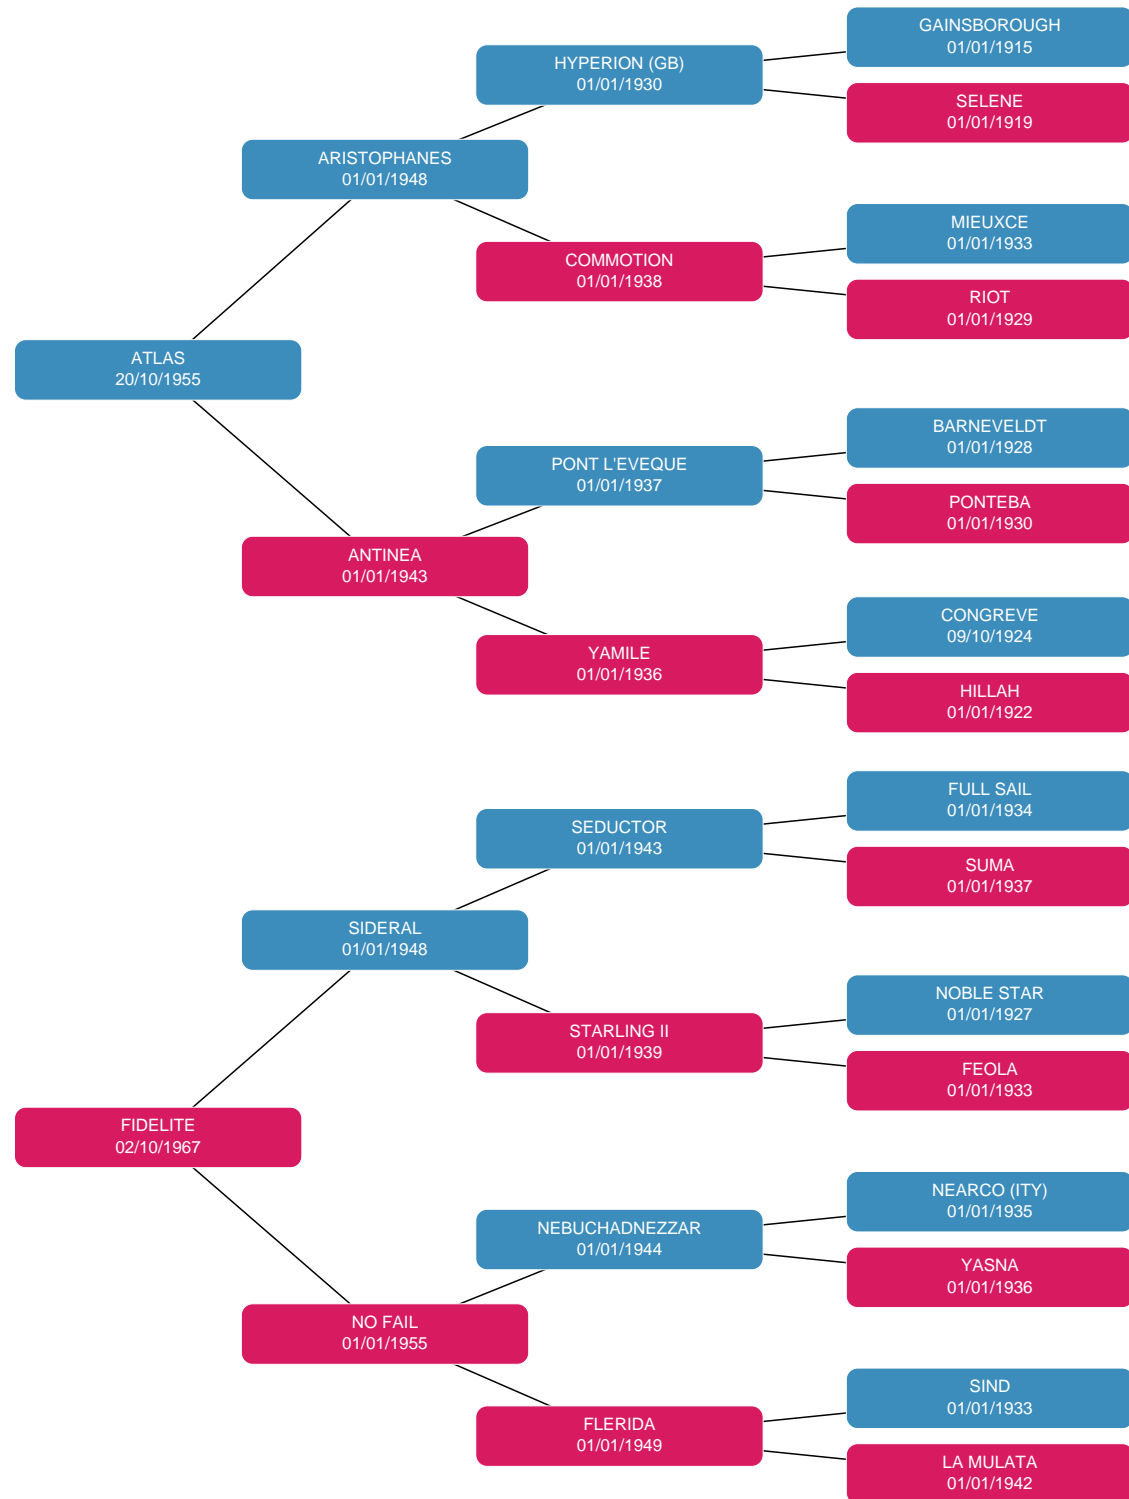 GAINSBOROUGH
01/01/1915
HYPERION (GB)
01/01/1930
SELENE
01/01/1919
ARISTOPHANES
01/01/1948
MIEUXCE
01/01/1933
COMMOTION
01/01/1938
RIOT
01/01/1929
ATLAS
20/10/1955
BARNEVELDT
01/01/1928
PONT L'EVEQUE
01/01/1937
PONTEBA
01/01/1930
ANTINEA
01/01/1943
CONGREVE
09/10/1924
YAMILE
01/01/1936
HILLAH
01/01/1922
FULL SAIL
01/01/1934
SEDUCTOR
01/01/1943
SUMA
01/01/1937
SIDERAL
01/01/1948
NOBLE STAR
01/01/1927
STARLING II
01/01/1939
FEOLA
01/01/1933
FIDELITE
02/10/1967
NEARCO (ITY)
01/01/1935
NEBUCHADNEZZAR
01/01/1944
YASNA
01/01/1936
NO FAIL
01/01/1955
SIND
01/01/1933
FLERIDA
01/01/1949
LA MULATA
01/01/1942